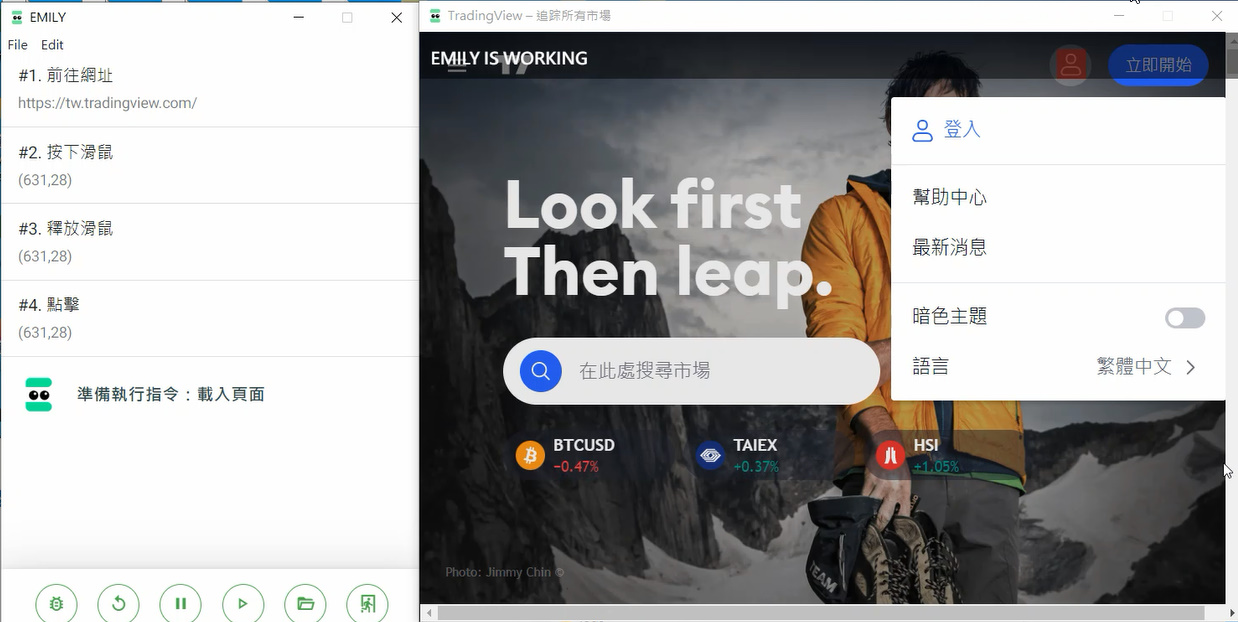 EMILY
File Edit
#1. 前往網址
https://tw.tradingview.com/
#2. 按下滑鼠
(631,28)
#3. 釋放滑鼠
(631,28)
#4. 點擊
(631,28)
準備執行指令：載入頁面
TradingView – 追踪所有市場
EMILY IS WORKING
立即開始
登入
幫助中心
最新消息
暗色主題
語言 繁體中文
Look first
Then leap.
在此處搜尋市場
BTCUSD
−0.47%
TAIEX
+0.37%
HSI
+1.05%
TEAM
Photo: Jimmy Chin ©